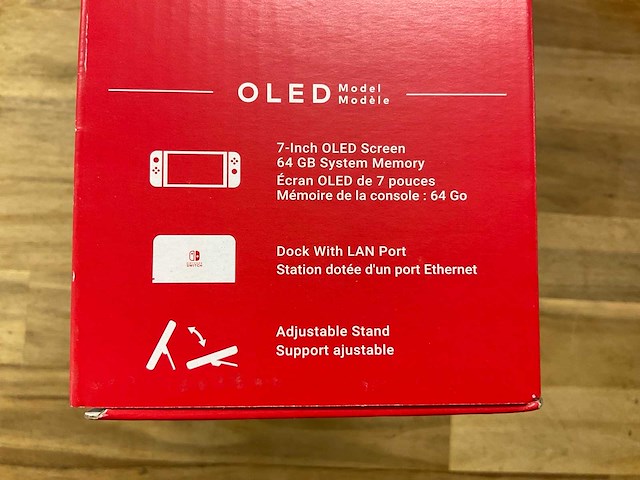 OLED Model
Modèle
7-Inch OLED Screen
64 GB System Memory
Écran OLED de 7 pouces
Mémoire de la console : 64 Go
Dock With LAN Port
Station dotée d'un port Ethernet
Adjustable Stand
Support ajustable